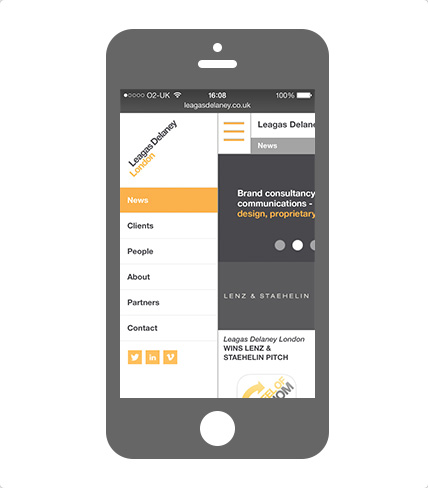 O2-UK 16:08 100%
leagasdelaney.co.uk
Leagas Delaney
London
News
Clients
People
About
Partners
Contact
Leagas Delane
News
Brand consultancy
communications -
design, proprietary
LENZ & STAEHELIN
Leagas Delaney London
WINS LENZ &
STAEHELIN PITCH